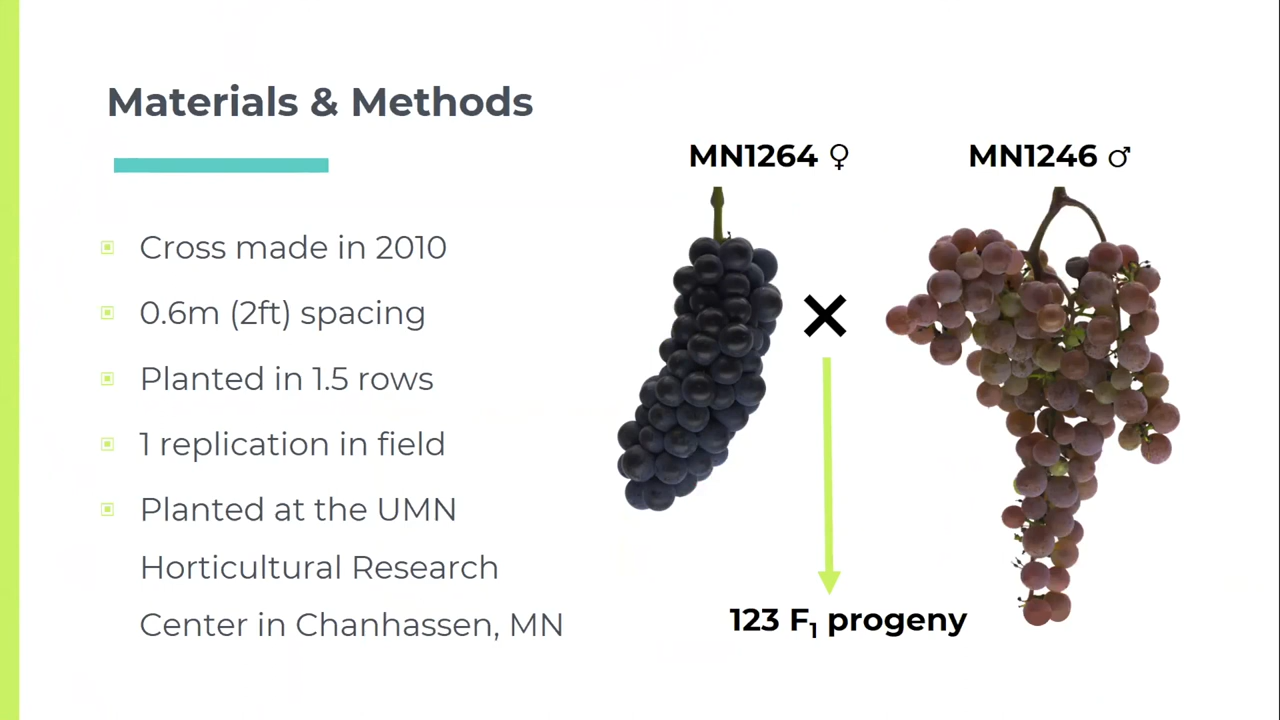 Materials & Methods
MN1264 ♀
MN1246 ♂
Cross made in 2010
0.6m (2ft) spacing
Planted in 1.5 rows
1 replication in field
Planted at the UMN
Horticultural Research
Center in Chanhassen, MN
×
123 F₁ progeny